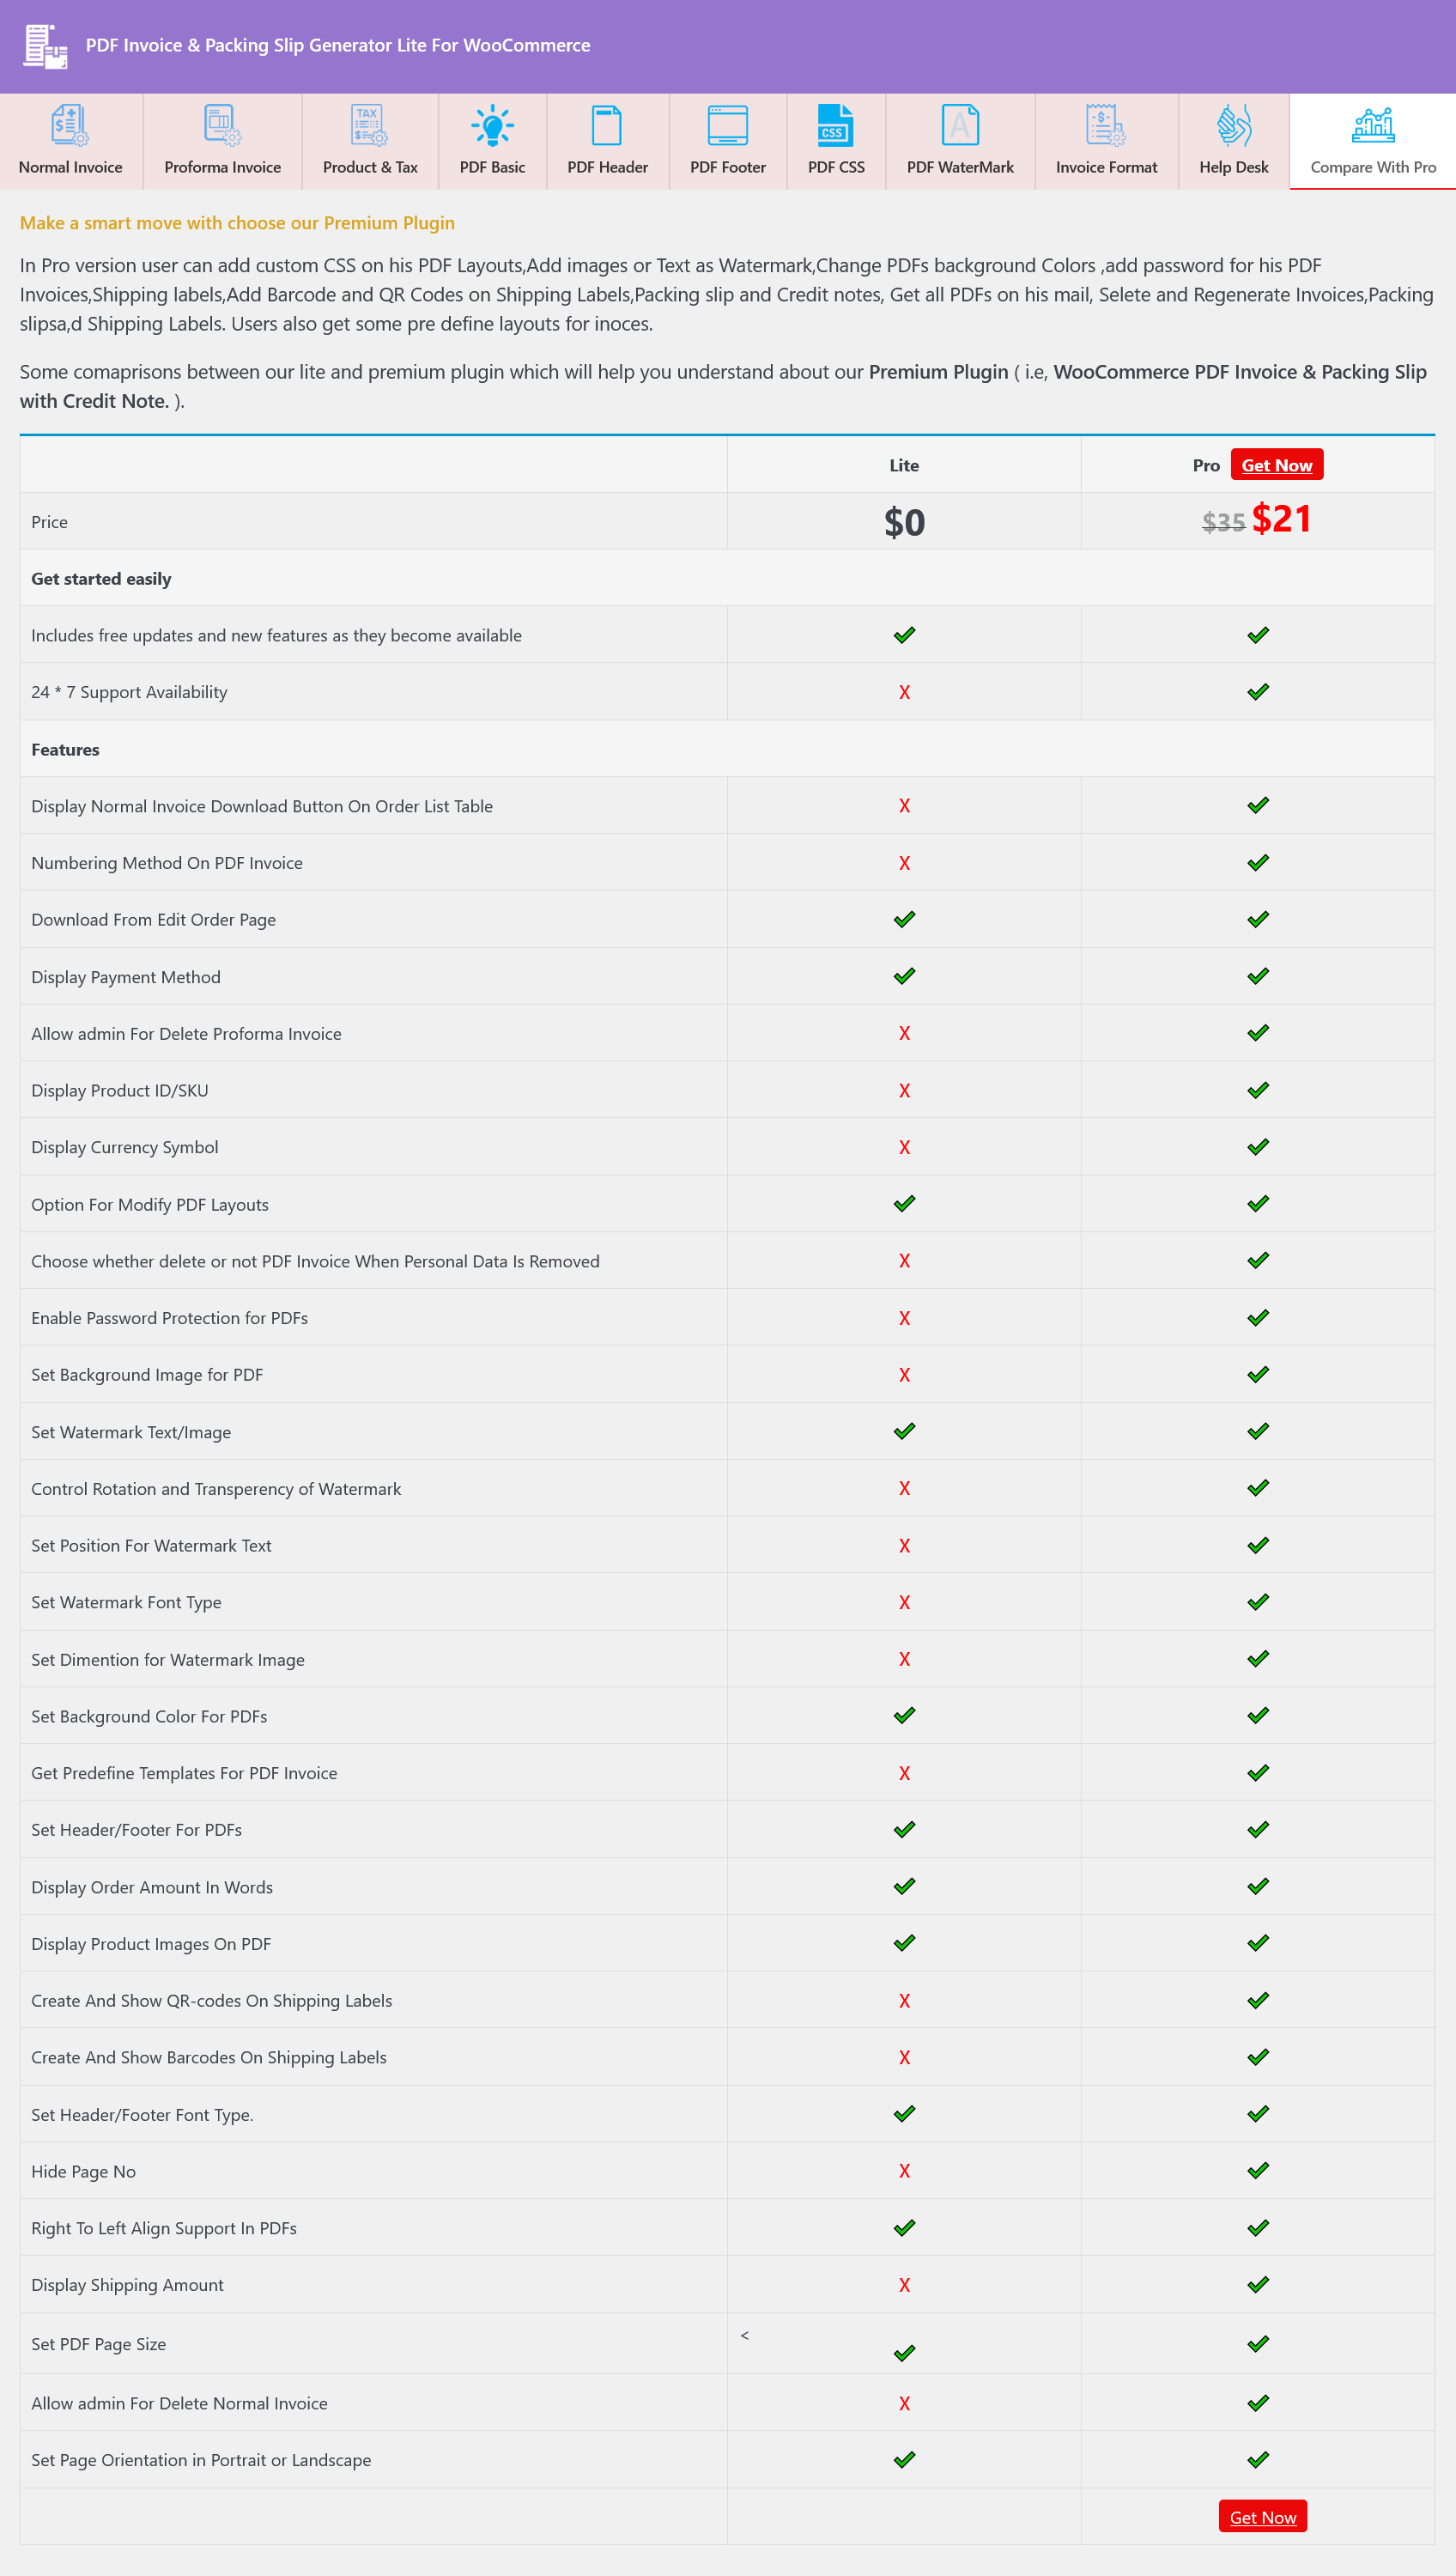 PDF Invoice & Packing Slip Generator Lite For WooCommerce
TAX
$
-$-
A
CSS
Normal Invoice Proforma Invoice Product & Tax PDF Basic PDF Header PDF Footer PDF CSS PDF WaterMark Invoice Format Help Desk Compare With Pro
Make a smart move with choose our Premium Plugin
In Pro version user can add custom CSS on his PDF Layouts,Add images or Text as Watermark,Change PDFs background Colors ,add password for his PDF
Invoices,Shipping labels,Add Barcode and QR Codes on Shipping Labels,Packing slip and Credit notes, Get all PDFs on his mail, Selete and Regenerate Invoices,Packing
slipsa,d Shipping Labels. Users also get some pre define layouts for inoces.
Some comaprisons between our lite and premium plugin which will help you understand about our Premium Plugin ( i.e, WooCommerce PDF Invoice & Packing Slip
with Credit Note. ).
Lite Pro Get Now
Price $0 $35 $21
Get started easily
Includes free updates and new features as they become available
24 * 7 Support Availability X
Features
Display Normal Invoice Download Button On Order List Table X
Numbering Method On PDF Invoice X
Download From Edit Order Page
Display Payment Method
Allow admin For Delete Proforma Invoice X
Display Product ID/SKU X
Display Currency Symbol X
Option For Modify PDF Layouts
Choose whether delete or not PDF Invoice When Personal Data Is Removed X
Enable Password Protection for PDFs X
Set Background Image for PDF X
Set Watermark Text/Image
Control Rotation and Transperency of Watermark X
Set Position For Watermark Text X
Set Watermark Font Type X
Set Dimention for Watermark Image X
Set Background Color For PDFs
Get Predefine Templates For PDF Invoice X
Set Header/Footer For PDFs
Display Order Amount In Words
Display Product Images On PDF
Create And Show QR-codes On Shipping Labels X
Create And Show Barcodes On Shipping Labels X
Set Header/Footer Font Type.
Hide Page No X
Right To Left Align Support In PDFs
Display Shipping Amount X
Set PDF Page Size <
Allow admin For Delete Normal Invoice X
Set Page Orientation in Portrait or Landscape
Get Now